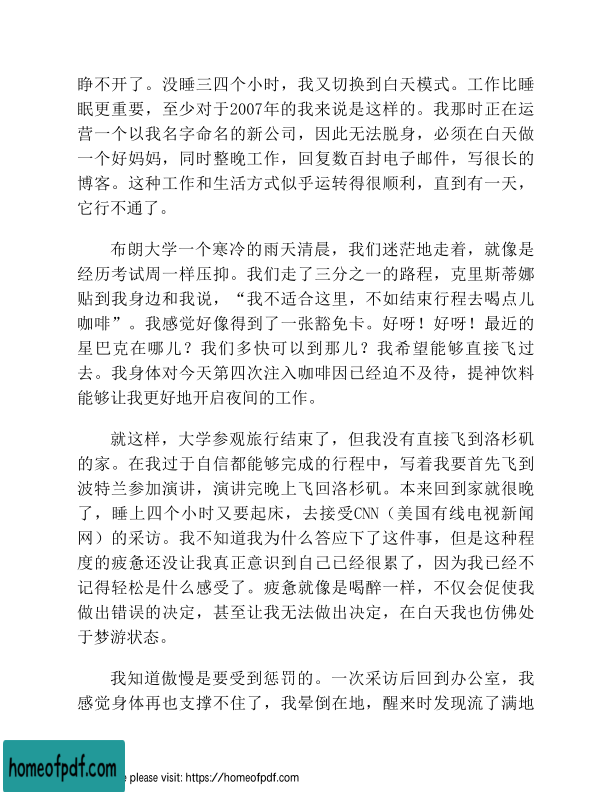 睁不开了。没睡三四个小时，我又切换到白天模式。工作比睡
眠更重要，至少对于2007年的我来说是这样的。我那时正在运
营一个以我名字命名的新公司，因此无法脱身，必须在白天做
一个好妈妈，同时整晚工作，回复数百封电子邮件，写很长的
博客。这种工作和生活方式似乎运转得很顺利，直到有一天，
它行不通了。
布朗大学一个寒冷的雨天清晨，我们迷茫地走着，就像是
经历考试周一样压抑。我们走了三分之一的路程，克里斯蒂娜
贴到我身边和我说，“我不适合这里，不如结束行程去喝点儿
咖啡”。我感觉好像得到了一张豁免卡。好呀！好呀！最近的
星巴克在哪儿？我们多快可以到那儿？我希望能够直接飞过
去。我身体对今天第四次注入咖啡因已经迫不及待，提神饮料
能够让我更好地开启夜间的工作。
就这样，大学参观旅行结束了，但我没有直接飞到洛杉矶
的家。在我过于自信都能够完成的行程中，写着我要首先飞到
波特兰参加演讲，演讲完晚上飞回洛杉矶。本来回到家就很晚
了，睡上四个小时又要起床，去接受CNN（美国有线电视新闻
网）的采访。我不知道我为什么答应下了这件事，但是这种程
度的疲惫还没让我真正意识到自己已经很累了，因为我已经不
记得轻松是什么感受了。疲惫就像是喝醉一样，不仅会促使我
做出错误的决定，甚至让我无法做出决定，在白天我也仿佛处
于梦游状态。
我知道傲慢是要受到惩罚的。一次采访后回到办公室，我
感觉身体再也支撑不住了，我晕倒在地，醒来时发现流了满地
homeofpdf.com
e please visit: https://homeofpdf.com